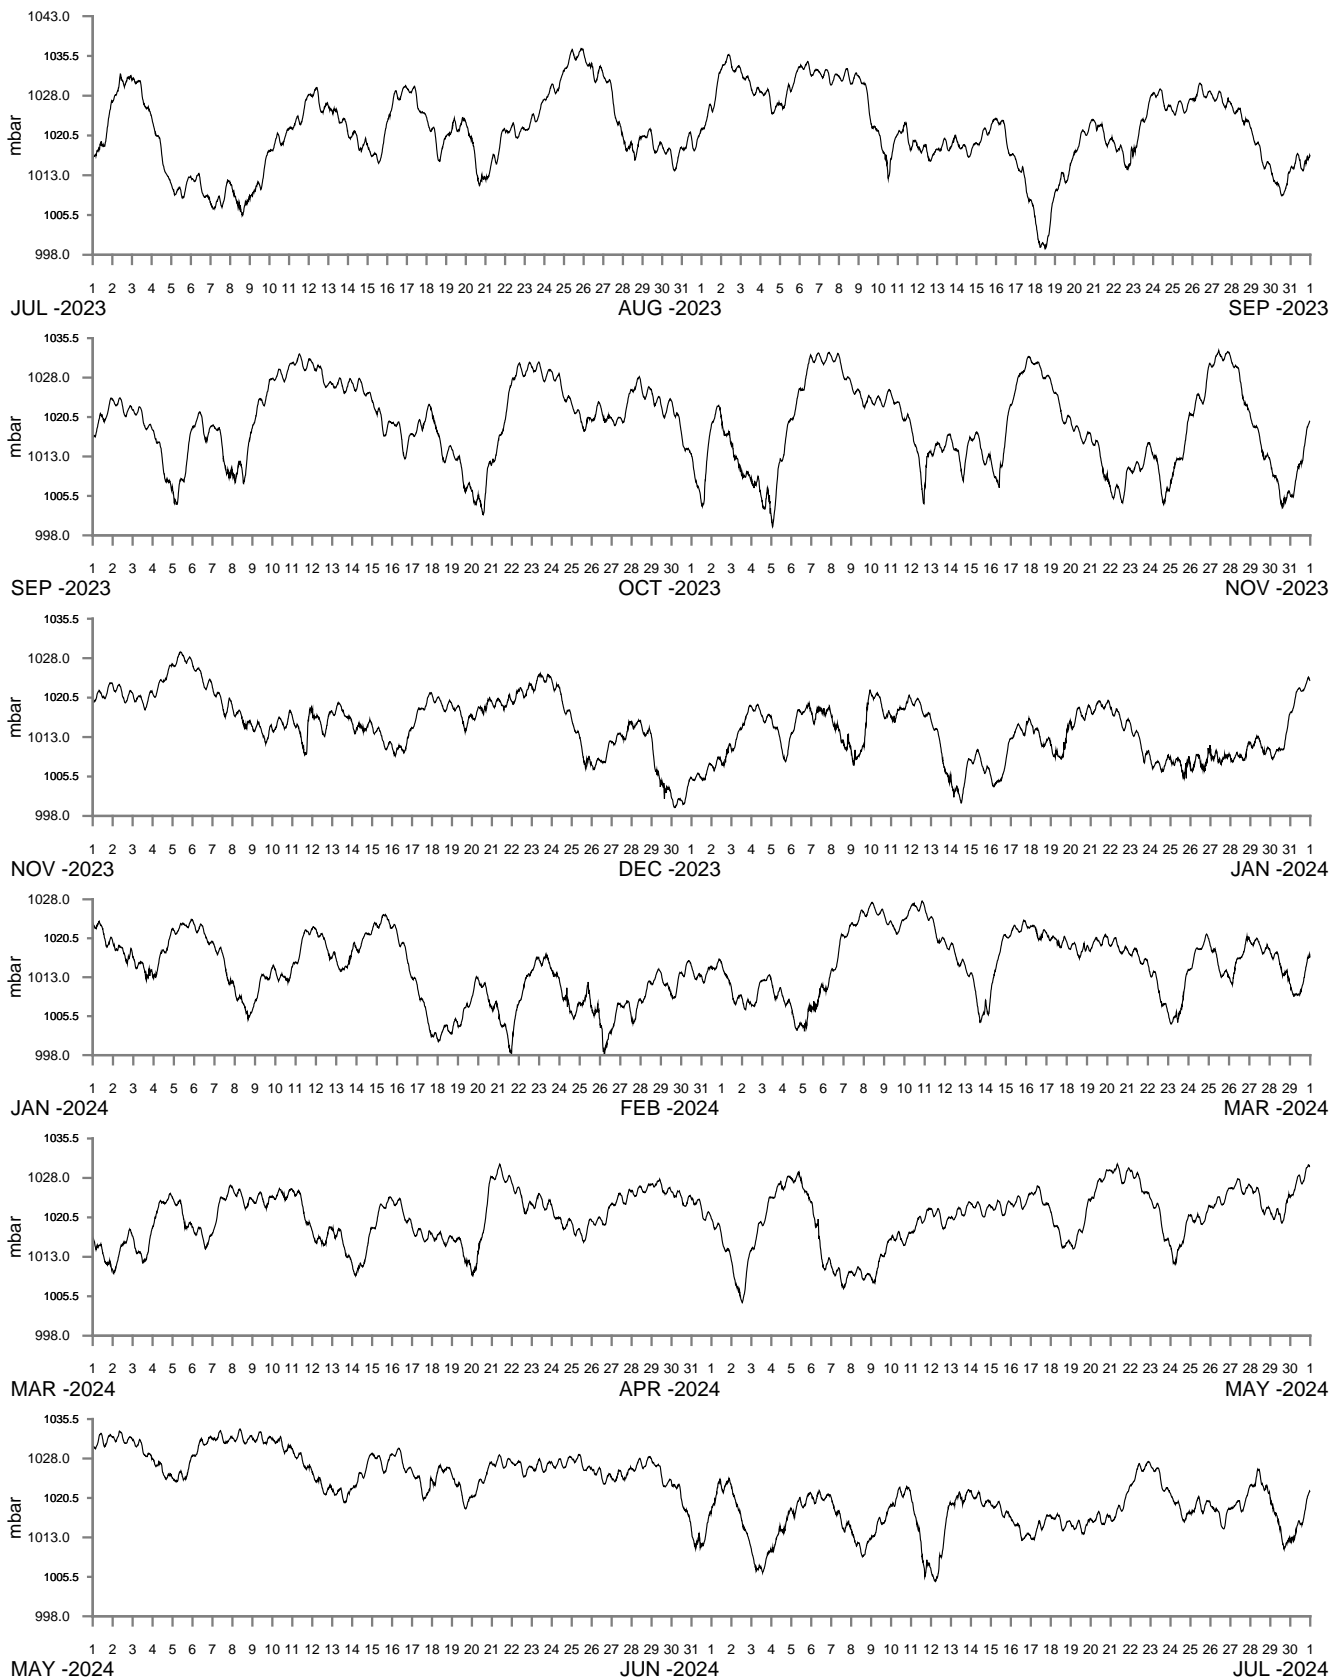 1043.0
1035.5
1028.0
1020.5
1013.0
1005.5
998.0
mbar
1 2 3 4 5 6 7 8 9 10 11 12 13 14 15 16 17 18 19 20 21 22 23 24 25 26 27 28 29 30 31 1 2 3 4 5 6 7 8 9 10 11 12 13 14 15 16 17 18 19 20 21 22 23 24 25 26 27 28 29 30 31 1
JUL -2023 AUG -2023 SEP -2023
1035.5
1028.0
1020.5
1013.0
1005.5
998.0
mbar
1 2 3 4 5 6 7 8 9 10 11 12 13 14 15 16 17 18 19 20 21 22 23 24 25 26 27 28 29 30 1 2 3 4 5 6 7 8 9 10 11 12 13 14 15 16 17 18 19 20 21 22 23 24 25 26 27 28 29 30 31 1
SEP -2023 OCT -2023 NOV -2023
1035.5
1028.0
1020.5
1013.0
1005.5
998.0
mbar
1 2 3 4 5 6 7 8 9 10 11 12 13 14 15 16 17 18 19 20 21 22 23 24 25 26 27 28 29 30 1 2 3 4 5 6 7 8 9 10 11 12 13 14 15 16 17 18 19 20 21 22 23 24 25 26 27 28 29 30 31 1
NOV -2023 DEC -2023 JAN -2024
1028.0
1020.5
1013.0
1005.5
998.0
mbar
1 2 3 4 5 6 7 8 9 10 11 12 13 14 15 16 17 18 19 20 21 22 23 24 25 26 27 28 29 30 31 1 2 3 4 5 6 7 8 9 10 11 12 13 14 15 16 17 18 19 20 21 22 23 24 25 26 27 28 29 1
JAN -2024 FEB -2024 MAR -2024
1035.5
1028.0
1020.5
1013.0
1005.5
998.0
mbar
1 2 3 4 5 6 7 8 9 10 11 12 13 14 15 16 17 18 19 20 21 22 23 24 25 26 27 28 29 30 31 1 2 3 4 5 6 7 8 9 10 11 12 13 14 15 16 17 18 19 20 21 22 23 24 25 26 27 28 29 30 1
MAR -2024 APR -2024 MAY -2024
1035.5
1028.0
1020.5
1013.0
1005.5
998.0
mbar
1 2 3 4 5 6 7 8 9 10 11 12 13 14 15 16 17 18 19 20 21 22 23 24 25 26 27 28 29 30 31 1 2 3 4 5 6 7 8 9 10 11 12 13 14 15 16 17 18 19 20 21 22 23 24 25 26 27 28 29 30 1
MAY -2024 JUN -2024 JUL -2024